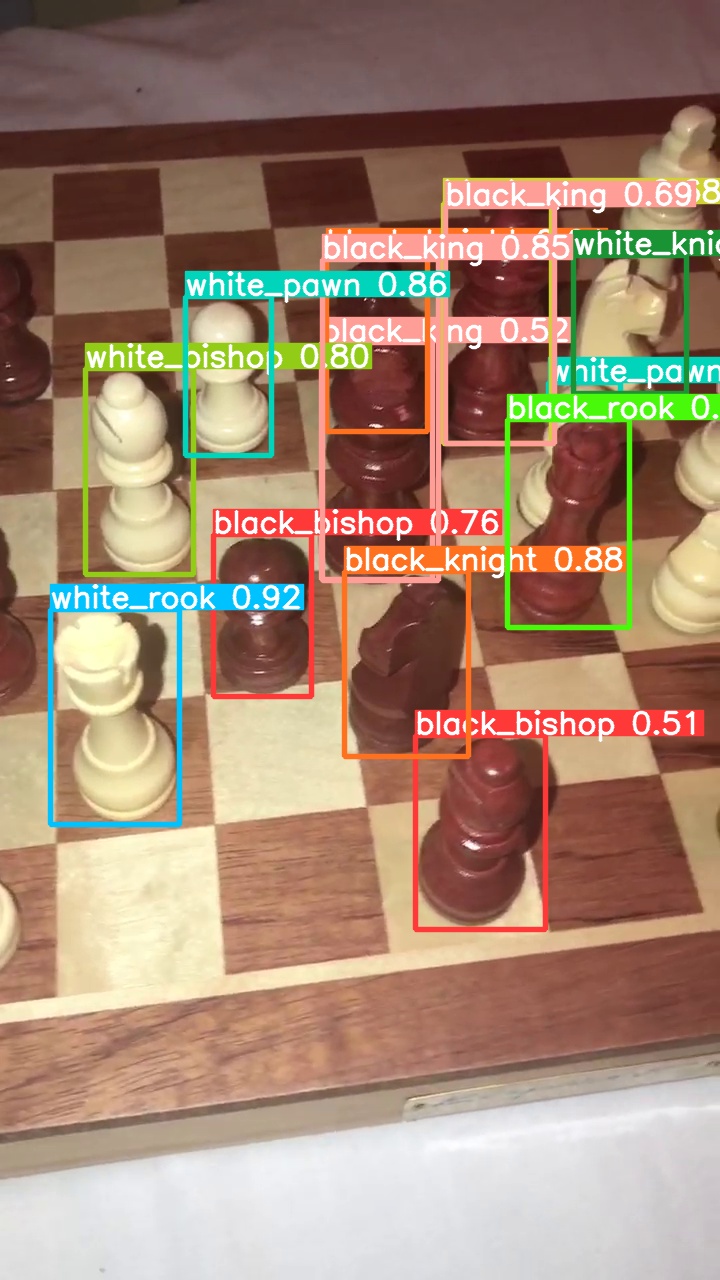 black_king 0.69
black_king 0.85
white_knig
white_pawn 0.86
black_king 0.52
white_bishop 0.80
white_pawn
black_rook 0.
black_bishop 0.76
black_knight 0.88
white_rook 0.92
black_bishop 0.51